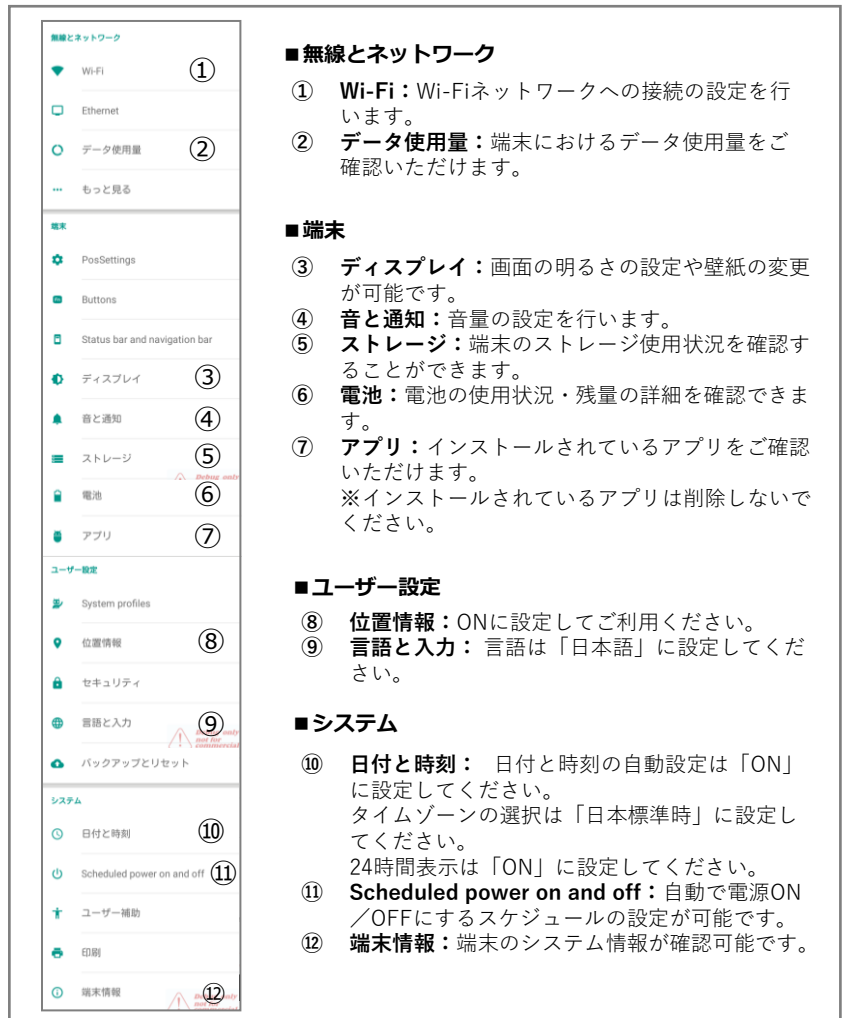 無線とネットワーク
Wi-Fi ①
Ethernet
データ使用量 ②
もっと見る
端末
PosSettings
Buttons
Status bar and navigation bar
ディスプレイ ③
音と通知 ④
ストレージ ⑤
Debug only
電池 ⑥
アプリ ⑦
ユーザー設定
System profiles
位置情報 ⑧
セキュリティ
言語と入力 ⑨
Debug only
not for
commercial
バックアップとリセット
システム
日付と時刻 ⑩
Scheduled power on and off ⑪
ユーザー補助
印刷
端末情報 ⑫
Debug only
not for
commercial
■無線とネットワーク
① Wi-Fi：Wi-Fiネットワークへの接続の設定を行
います。
② データ使用量：端末におけるデータ使用量をご
確認いただけます。
■端末
③ ディスプレイ：画面の明るさの設定や壁紙の変更
が可能です。
④ 音と通知：音量の設定を行います。
⑤ ストレージ：端末のストレージ使用状況を確認す
ることができます。
⑥ 電池：電池の使用状況・残量の詳細を確認できま
す。
⑦ アプリ：インストールされているアプリをご確認
いただけます。
※インストールされているアプリは削除しないで
ください。
■ユーザー設定
⑧ 位置情報：ONに設定してご利用ください。
⑨ 言語と入力： 言語は「日本語」に設定してくだ
さい。
■システム
⑩ 日付と時刻： 日付と時刻の自動設定は「ON」
に設定してください。
タイムゾーンの選択は「日本標準時」に設定し
てください。
24時間表示は「ON」に設定してください。
⑪ Scheduled power on and off：自動で電源ON
／OFFにするスケジュールの設定が可能です。
⑫ 端末情報：端末のシステム情報が確認可能です。